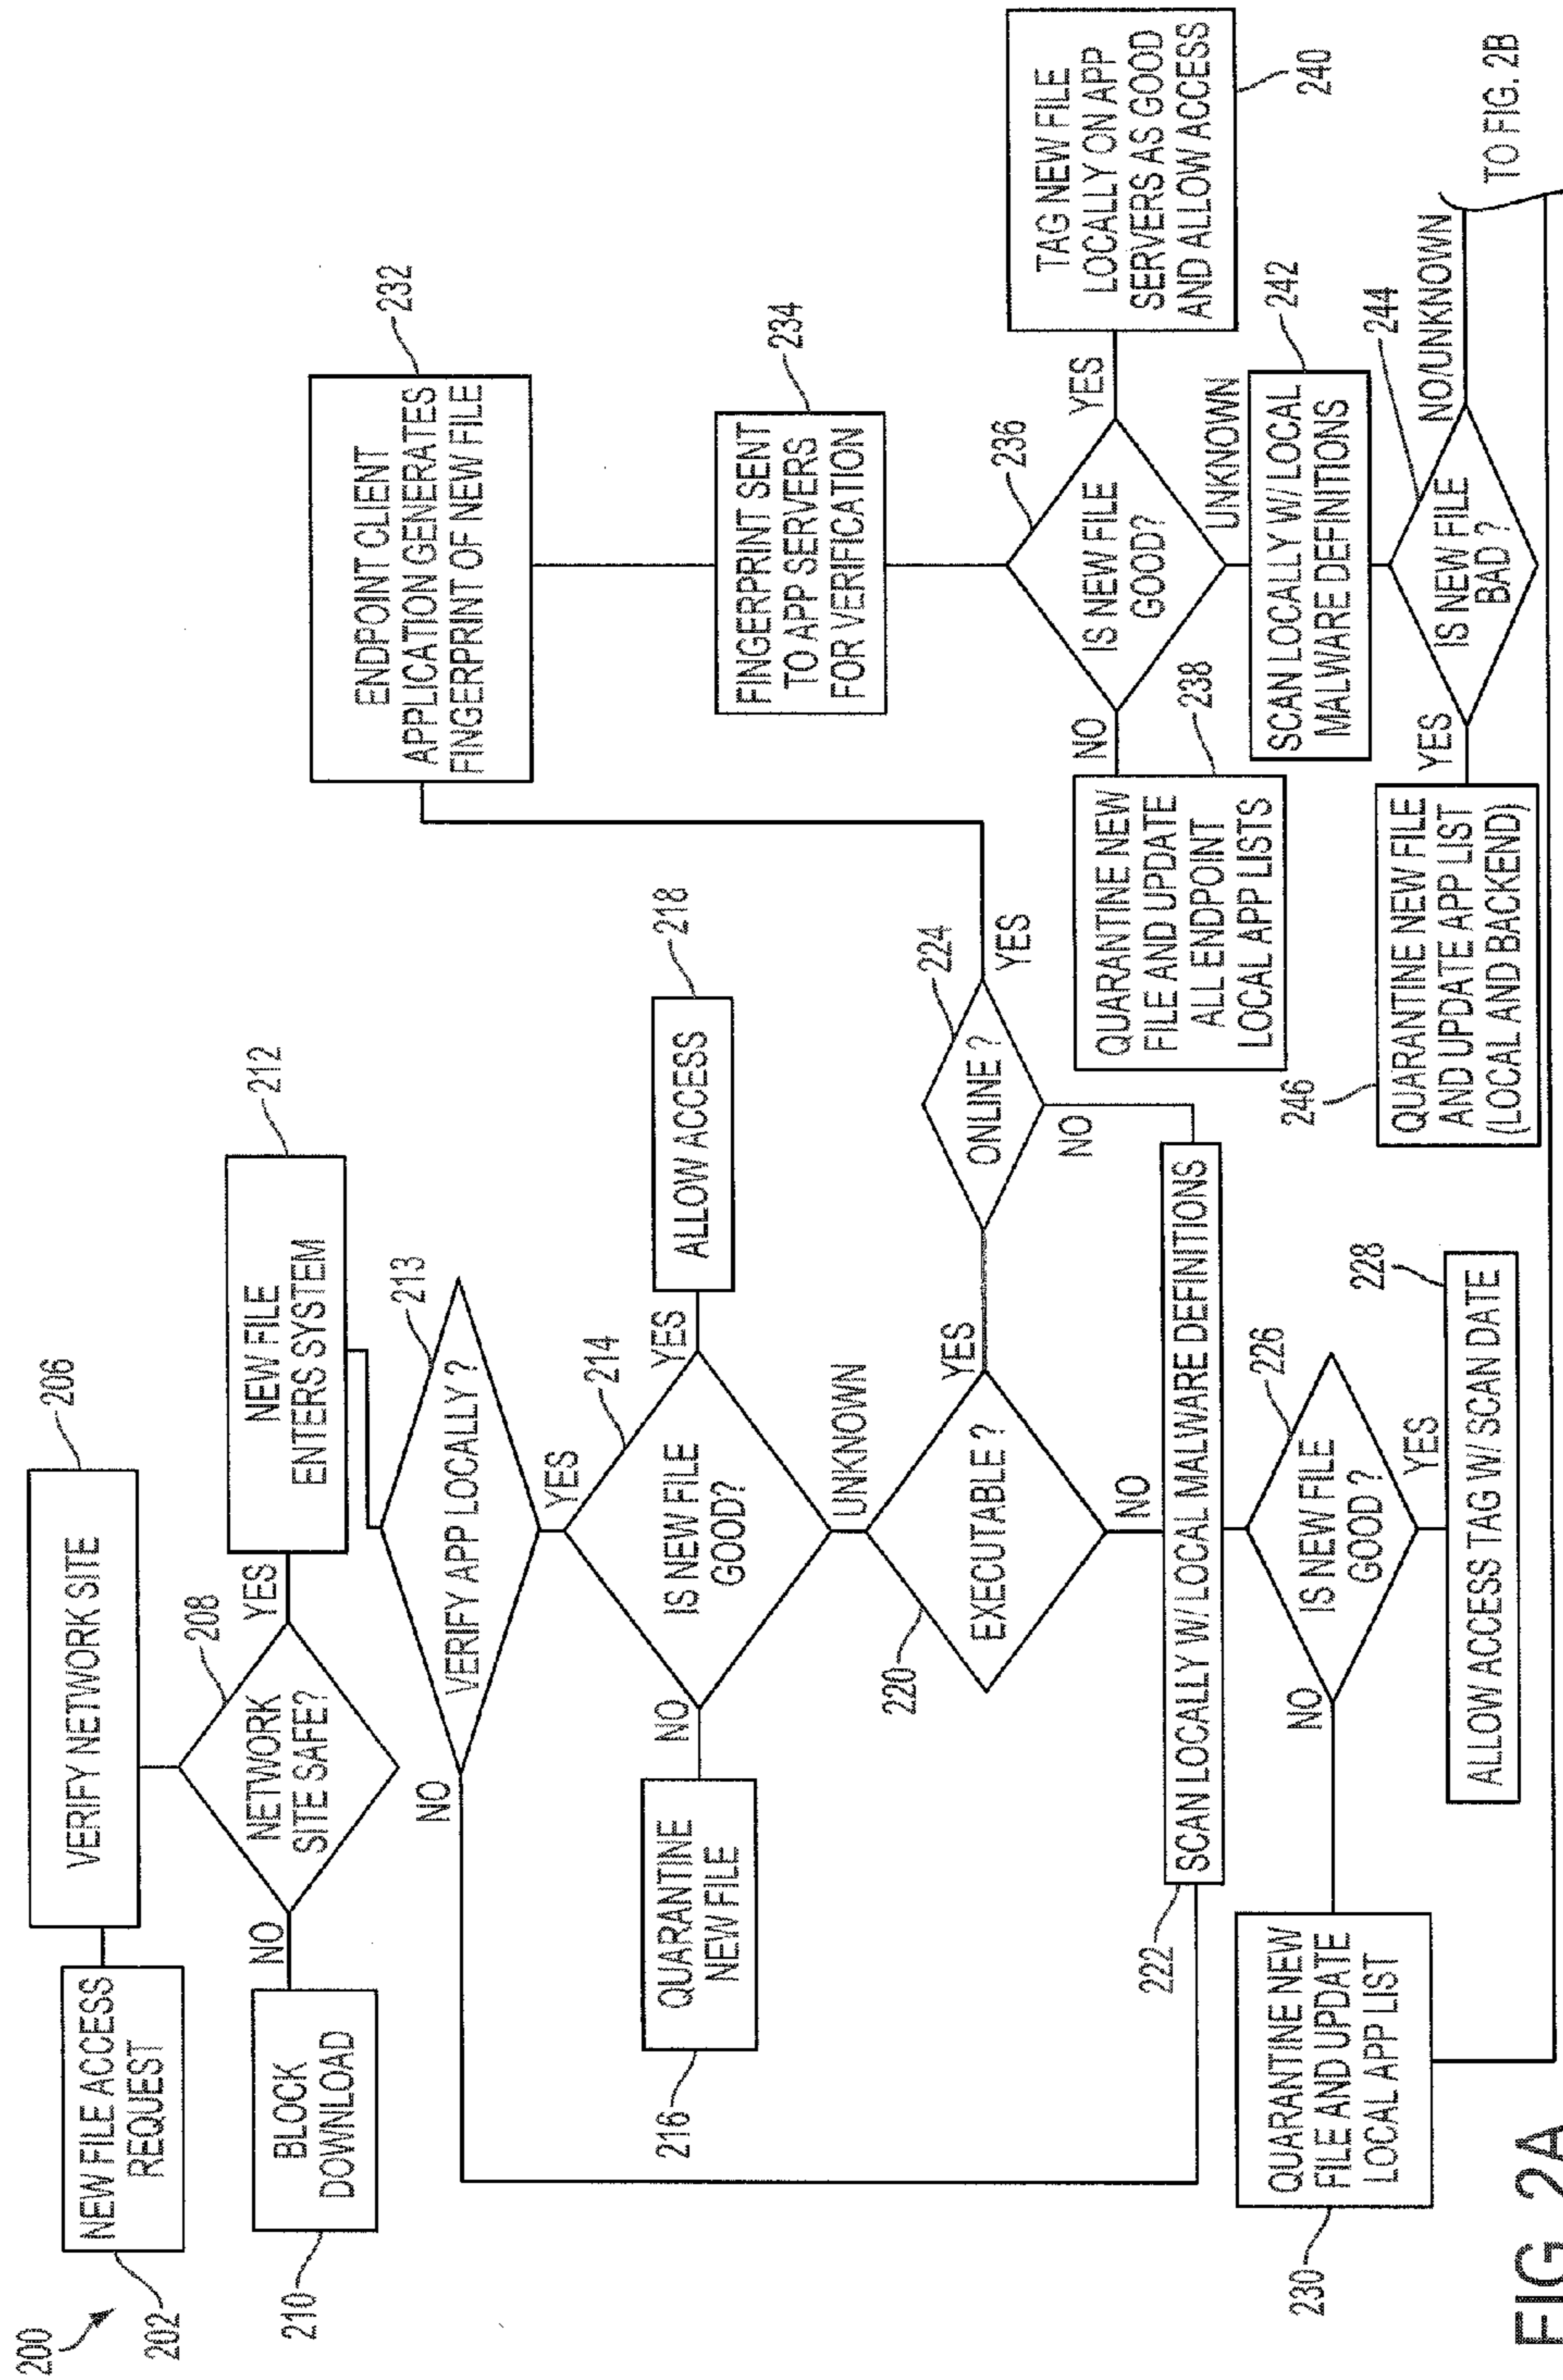 200
202
NEW FILE ACCESS
REQUEST
206
VERIFY NETWORK SITE
208
NETWORK
SITE SAFE?
NO
YES
210
BLOCK
DOWNLOAD
212
NEW FILE
ENTERS SYSTEM
213
VERIFY APP LOCALLY ?
NO
YES
214
IS NEW FILE
GOOD?
NO
YES
UNKNOWN
216
QUARANTINE
NEW FILE
218
ALLOW ACCESS
220
EXECUTABLE ?
YES
NO
224
ONLINE ?
YES
NO
222
SCAN LOCALLY W/ LOCAL MALWARE DEFINITIONS
226
IS NEW FILE
GOOD ?
NO
YES
228
ALLOW ACCESS TAG W/ SCAN DATE
230
QUARANTINE NEW
FILE AND UPDATE
LOCAL APP LIST
232
ENDPOINT CLIENT
APPLICATION GENERATES
FINGERPRINT OF NEW FILE
234
FINGERPRINT SENT
TO APP SERVERS
FOR VERIFICATION
236
IS NEW FILE
GOOD?
NO
YES
UNKNOWN
238
QUARANTINE NEW
FILE AND UPDATE
ALL ENDPOINT
LOCAL APP LISTS
240
TAG NEW FILE
LOCALLY ON APP
SERVERS AS GOOD
AND ALLOW ACCESS
242
SCAN LOCALLY W/ LOCAL
MALWARE DEFINITIONS
244
IS NEW FILE
BAD ?
YES
NO/UNKNOWN
246
QUARANTINE NEW FILE
AND UPDATE APP LIST
(LOCAL AND BACKEND)
TO FIG. 2B
FIG. 2A